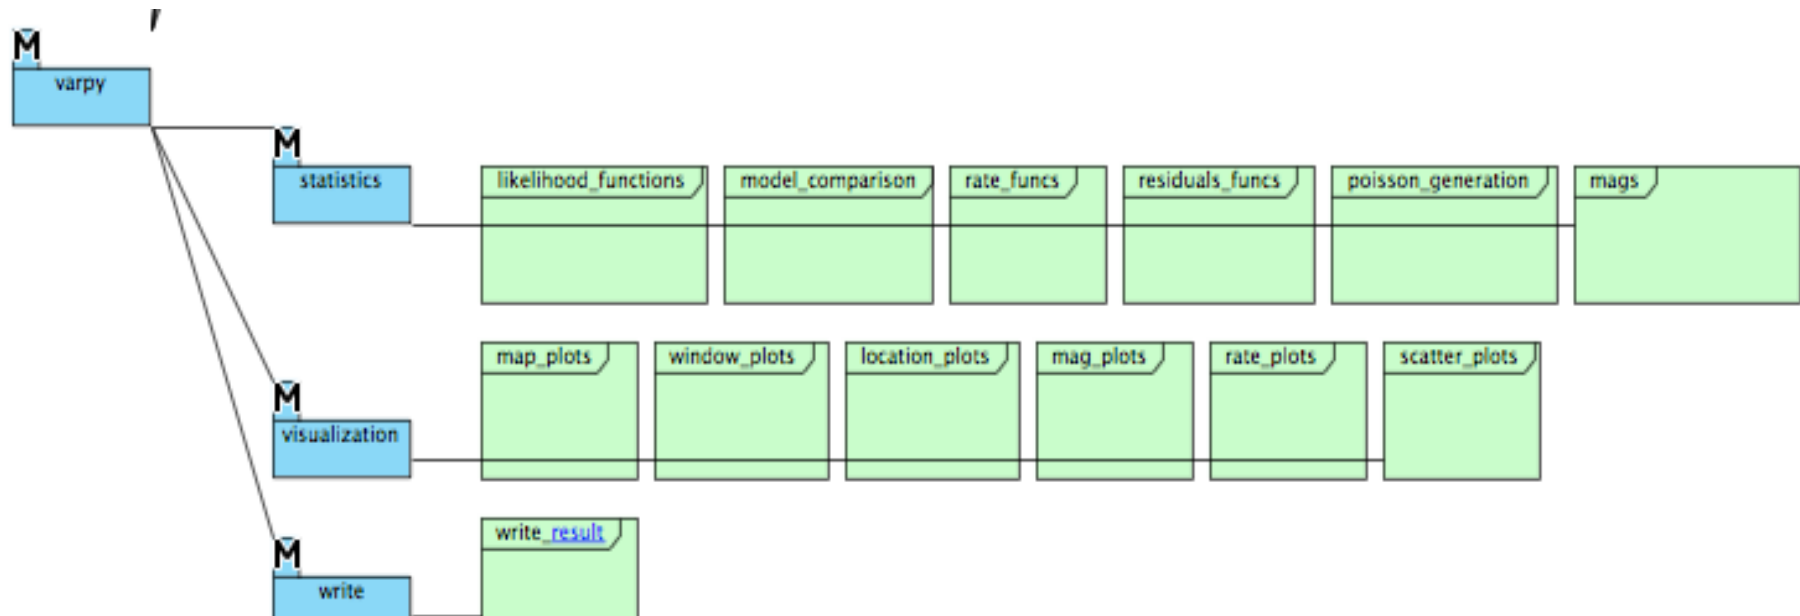 M
varpy
M
statistics
likelihood_functions
model_comparison
rate_funcs
residuals_funcs
poisson_generation
mags
M
visualization
map_plots
window_plots
location_plots
mag_plots
rate_plots
scatter_plots
M
write
write_result